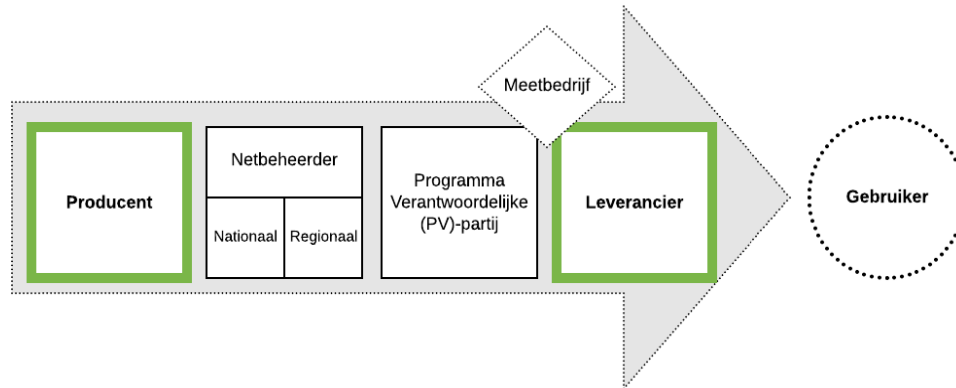 Meetbedrijf
Producent
Netbeheerder
Nationaal
Regionaal
Programma
Verantwoordelijke
(PV)-partij
Leverancier
Gebruiker